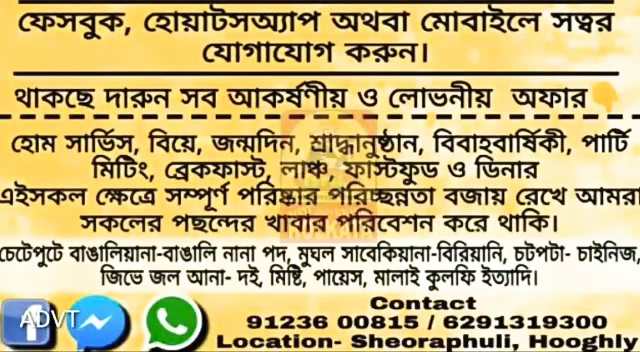 ফেসবুক, হোয়াটসঅ্যাপ অথবা মোবাইলে সত্বর
যোগাযোগ করুন।
থাকছে দারুন সব আকর্ষণীয় ও লোভনীয় অফার
হোম সার্ভিস, বিয়ে, জন্মদিন, শ্রাদ্ধানুষ্ঠান, বিবাহবার্ষিকী, পার্টি
মিটিং, ব্রেকফাস্ট, লাঞ্চ, ফাস্টফুড ও ডিনার
এইসকল ক্ষেত্রে সম্পূর্ণ পরিষ্কার পরিচ্ছন্নতা বজায় রেখে আমরা
সকলের পছন্দের খাবার পরিবেশন করে থাকি।
চেটেপুটে বাঙালিয়ানা-বাঙালি নানা পদ, মুঘল সাবেকিয়ানা-বিরিয়ানি, চটপটা- চাইনিজ,
জিভে জল আনা- দই, মিষ্টি, পায়েস, মালাই কুলফি ইত্যাদি।
ADVT
Contact
91236 00815 / 6291319300
Location- Sheoraphuli, Hooghly